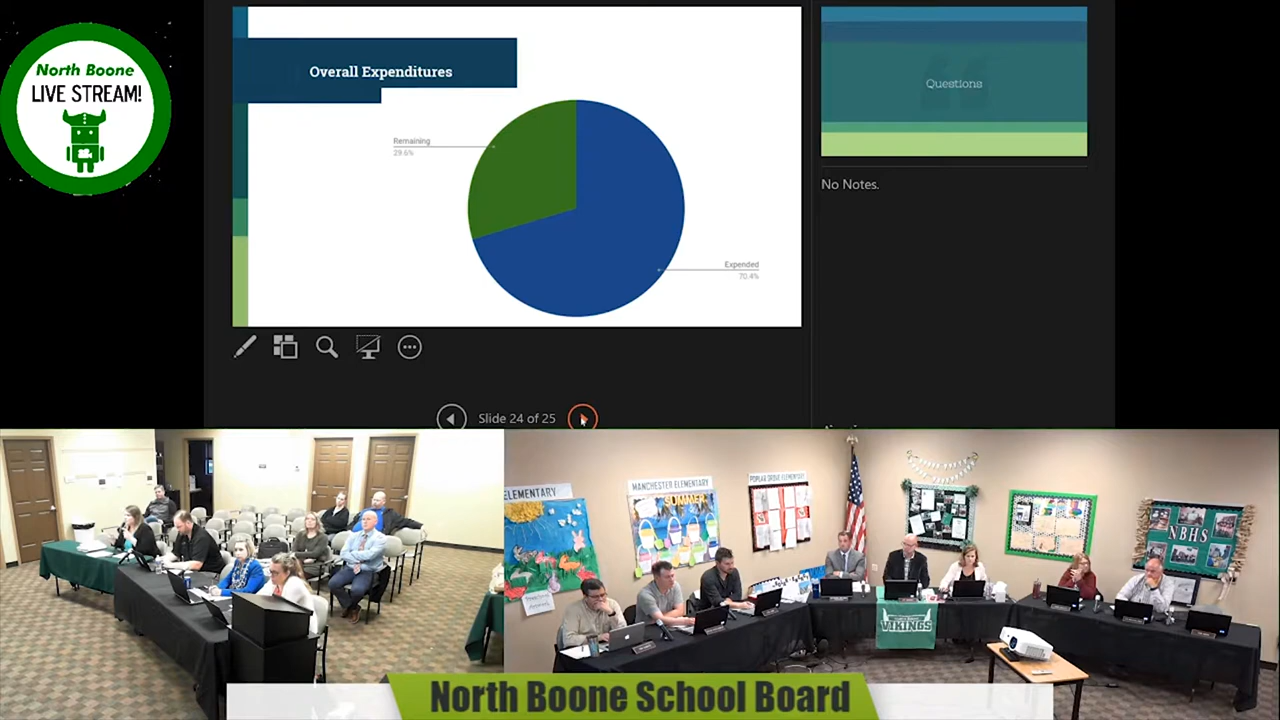 North Boone
LIVE STREAM!
Overall Expenditures
Remaining
29.6%
Expended
70.4%
Questions
No Notes.
Slide 24 of 25
ELEMENTARY
MANCHESTER ELEMENTARY
SUMMER
POPLAR GROVE ELEMENTARY
NBHS
VIKINGS
North Boone School Board